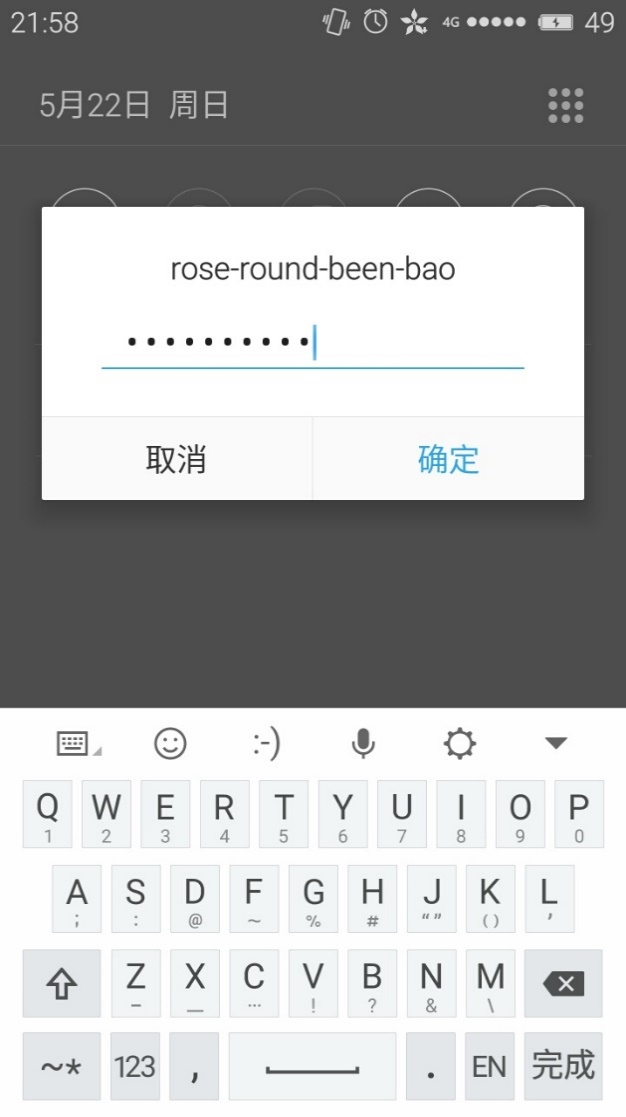 21:58 4G 49
5月22日 周日
rose-round-been-bao
••••••••••
取消 确定
:-)
Q W E R T Y U I O P
1 2 3 4 5 6 7 8 9 0
A S D F G H J K L
; : @ ~ % # “ ” ( ) ’
Z X C V B N M
– — … ! ? & \
~* 123 , . EN 完成